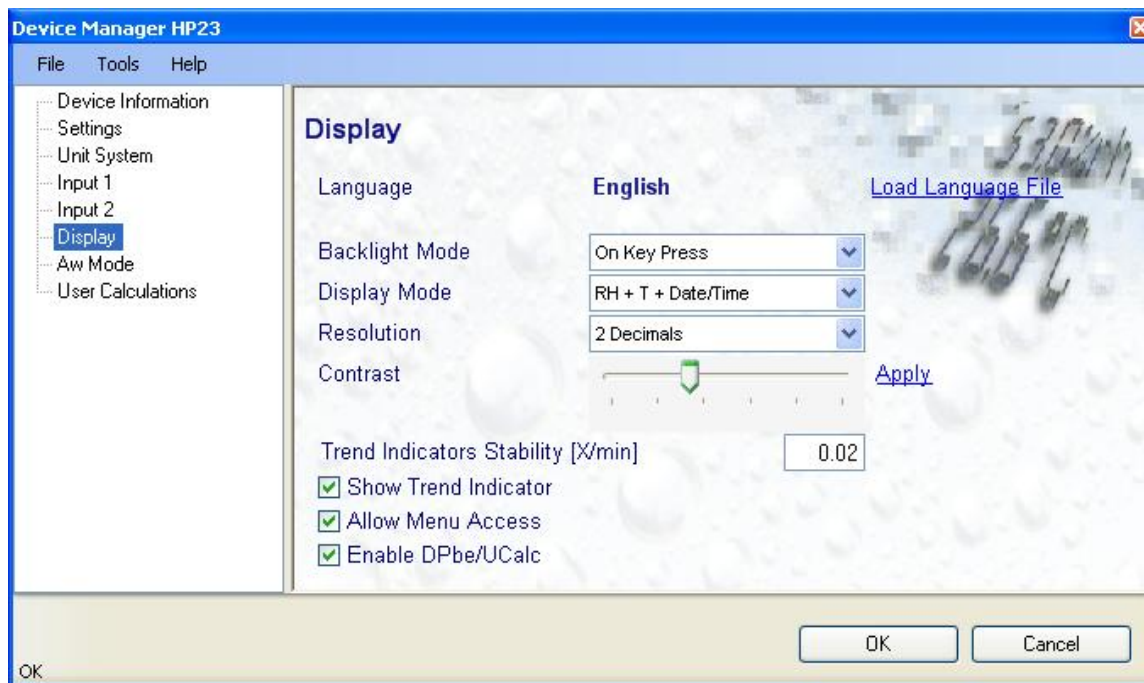 Device Manager HP23
File Tools Help
Device Information
Settings
Unit System
Input 1
Input 2
Display
Aw Mode
User Calculations
Display
Language English Load Language File
Backlight Mode On Key Press
Display Mode RH + T + Date/Time
Resolution 2 Decimals
Contrast Apply
Trend Indicators Stability [X/min] 0.02
Show Trend Indicator
Allow Menu Access
Enable DPbe/UCalc
OK Cancel
OK